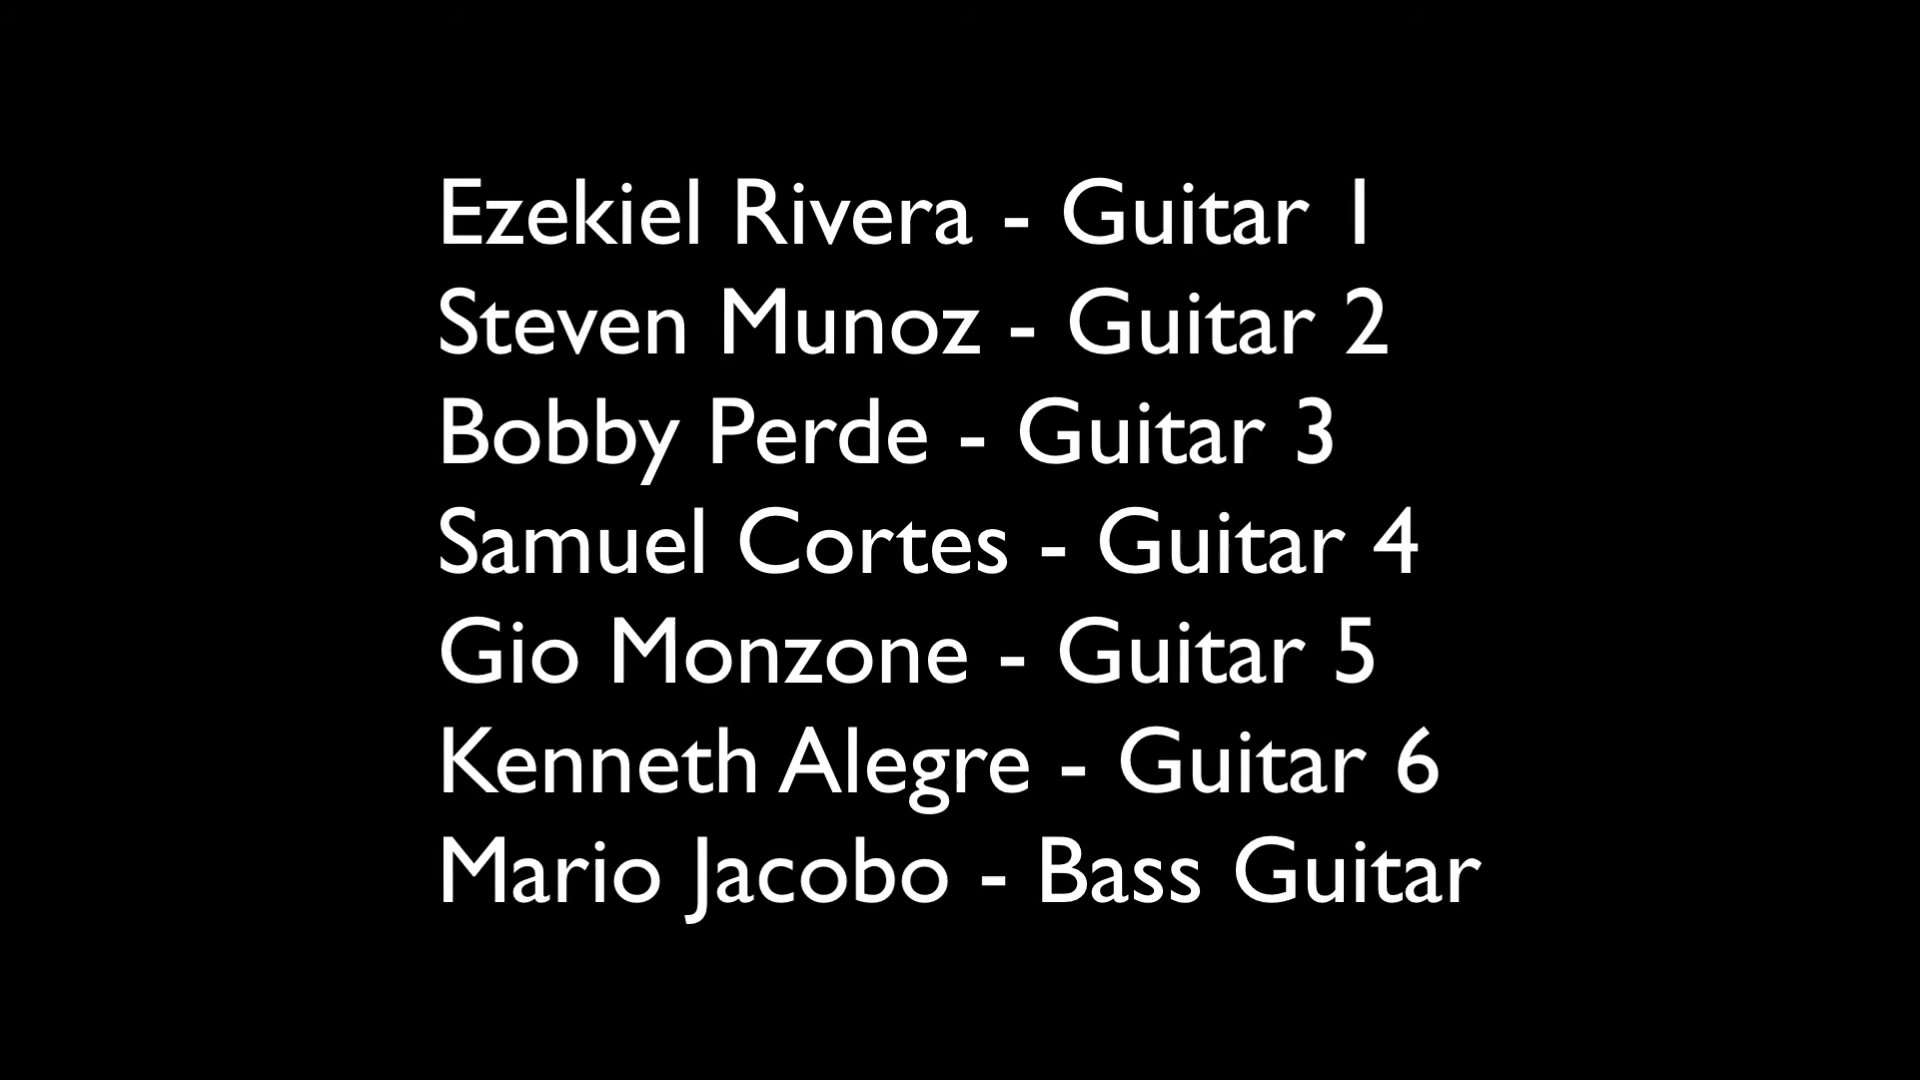 Ezekiel Rivera - Guitar 1
Steven Munoz - Guitar 2
Bobby Perde - Guitar 3
Samuel Cortes - Guitar 4
Gio Monzone - Guitar 5
Kenneth Alegre - Guitar 6
Mario Jacobo - Bass Guitar